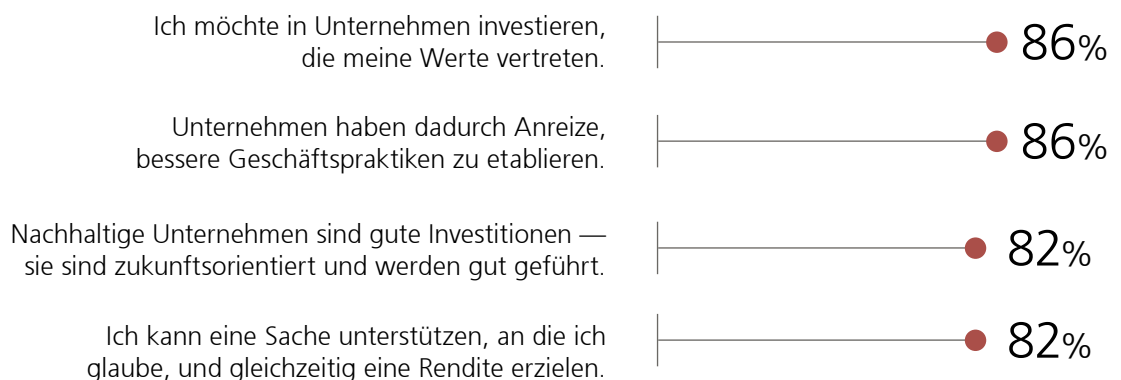 Ich möchte in Unternehmen investieren,
die meine Werte vertreten.
86%
Unternehmen haben dadurch Anreize,
bessere Geschäftspraktiken zu etablieren.
86%
Nachhaltige Unternehmen sind gute Investitionen —
sie sind zukunftsorientiert und werden gut geführt.
82%
Ich kann eine Sache unterstützen, an die ich
glaube, und gleichzeitig eine Rendite erzielen.
82%